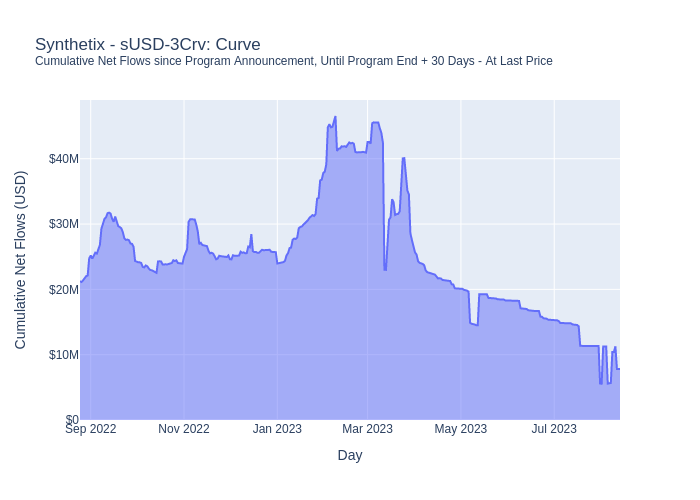 Synthetix - sUSD-3Crv: Curve
Cumulative Net Flows since Program Announcement, Until Program End + 30 Days - At Last Price
Cumulative Net Flows (USD)
$40M
$30M
$20M
$10M
$0
Sep 2022
Nov 2022
Jan 2023
Mar 2023
May 2023
Jul 2023
Day